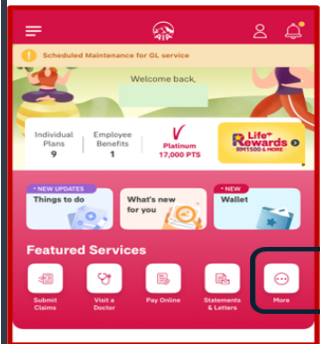 AIA
Scheduled Maintenance for GL service
Welcome back,
Individual Plans
9
Employee Benefits
1
Platinum
17,000 PTS
Life+
Rewards
RM1500 & MORE
• NEW UPDATES
Things to do
What's new
for you
• NEW
Wallet
Featured Services
Submit
Claims
Visit a
Doctor
Pay Online
Statements
& Letters
More